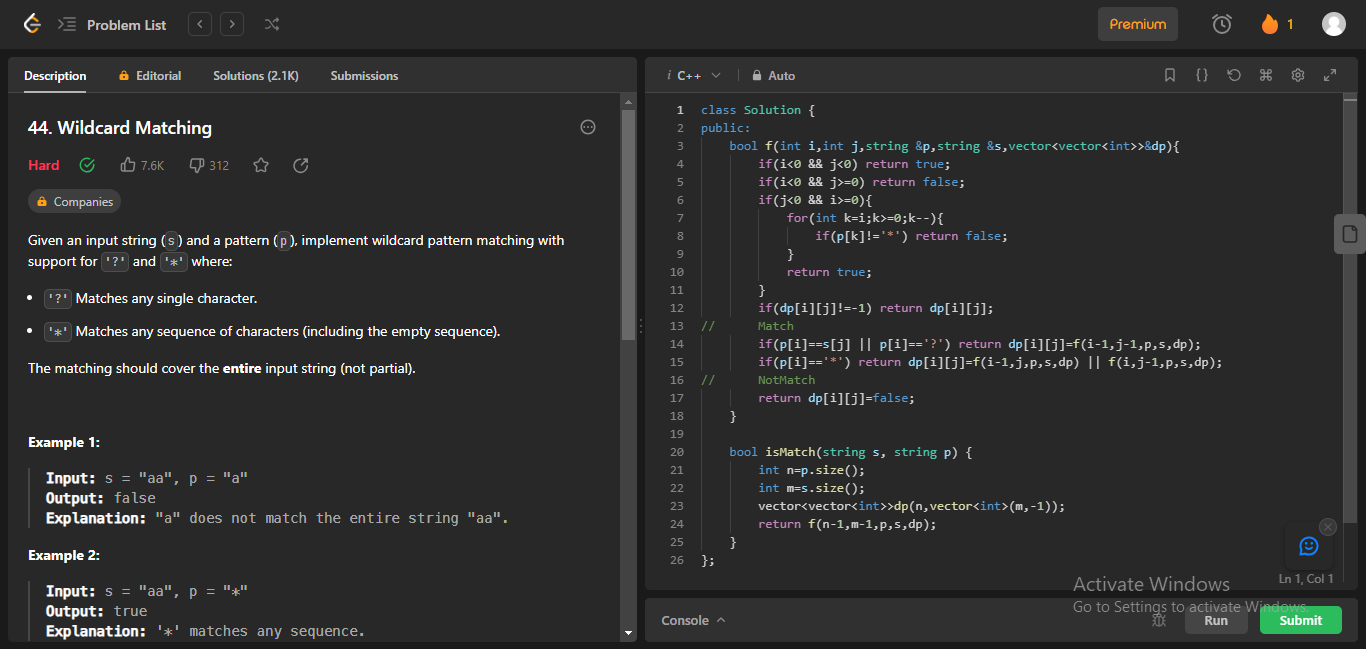 Problem List
Premium
1
Description
Editorial
Solutions (2.1K)
Submissions
44. Wildcard Matching
Hard
7.6K
312
Companies
Given an input string (s) and a pattern (p), implement wildcard pattern matching with
support for '?' and '*' where:
• '?' Matches any single character.
• '*' Matches any sequence of characters (including the empty sequence).
The matching should cover the entire input string (not partial).
Example 1:
Input: s = "aa", p = "a"
Output: false
Explanation: "a" does not match the entire string "aa".
Example 2:
Input: s = "aa", p = "*"
Output: true
Explanation: '*' matches any sequence.
i C++
Auto
1 class Solution {
2 public:
3 bool f(int i,int j,string &p,string &s,vector<vector<int>>&dp){
4 if(i<0 && j<0) return true;
5 if(i<0 && j>=0) return false;
6 if(j<0 && i>=0){
7 for(int k=i;k>=0;k--){
8 if(p[k]!='*') return false;
9 }
10 return true;
11 }
12 if(dp[i][j]!=-1) return dp[i][j];
13 // Match
14 if(p[i]==s[j] || p[i]=='?') return dp[i][j]=f(i-1,j-1,p,s,dp);
15 if(p[i]=='*') return dp[i][j]=f(i-1,j,p,s,dp) || f(i,j-1,p,s,dp);
16 // NotMatch
17 return dp[i][j]=false;
18 }
19
20 bool isMatch(string s, string p) {
21 int n=p.size();
22 int m=s.size();
23 vector<vector<int>>dp(n,vector<int>(m,-1));
24 return f(n-1,m-1,p,s,dp);
25 }
26 };
Ln 1, Col 1
Activate Windows
Go to Settings to activate Windows.
Console
Run
Submit